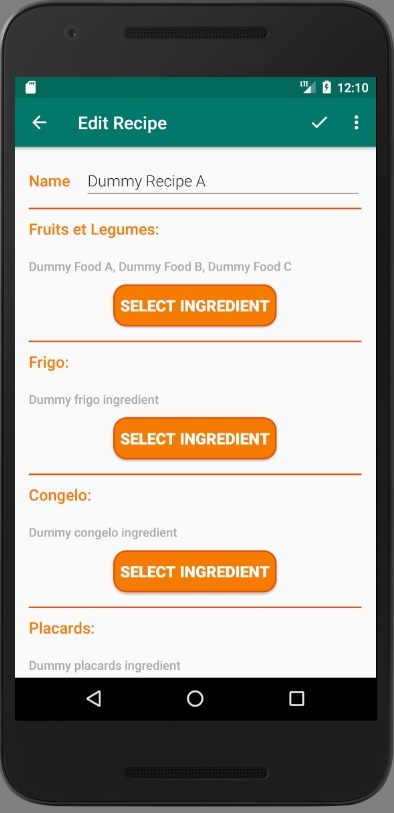 LTE 12:10
Edit Recipe
Name Dummy Recipe A
Fruits et Legumes:
Dummy Food A, Dummy Food B, Dummy Food C
SELECT INGREDIENT
Frigo:
Dummy frigo ingredient
SELECT INGREDIENT
Congelo:
Dummy congelo ingredient
SELECT INGREDIENT
Placards:
Dummy placards ingredient